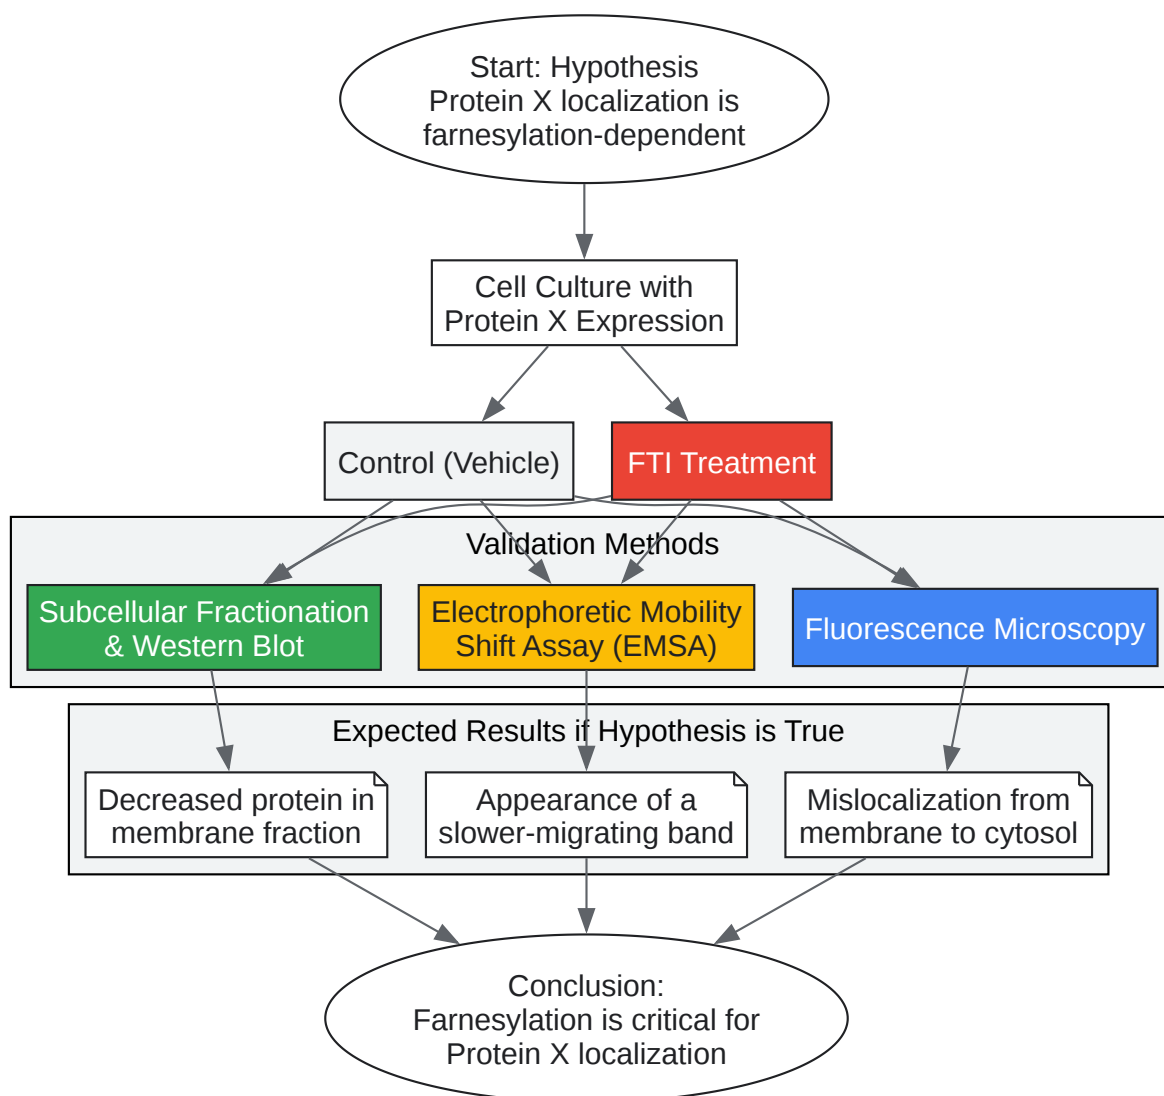 Start: Hypothesis
Protein X localization is
farnesylation-dependent
Cell Culture with
Protein X Expression
Control (Vehicle)
FTI Treatment
Validation Methods
Subcellular Fractionation
& Western Blot
Electrophoretic Mobility
Shift Assay (EMSA)
Fluorescence Microscopy
Expected Results if Hypothesis is True
Decreased protein in
membrane fraction
Appearance of a
slower-migrating band
Mislocalization from
membrane to cytosol
Conclusion:
Farnesylation is critical for
Protein X localization